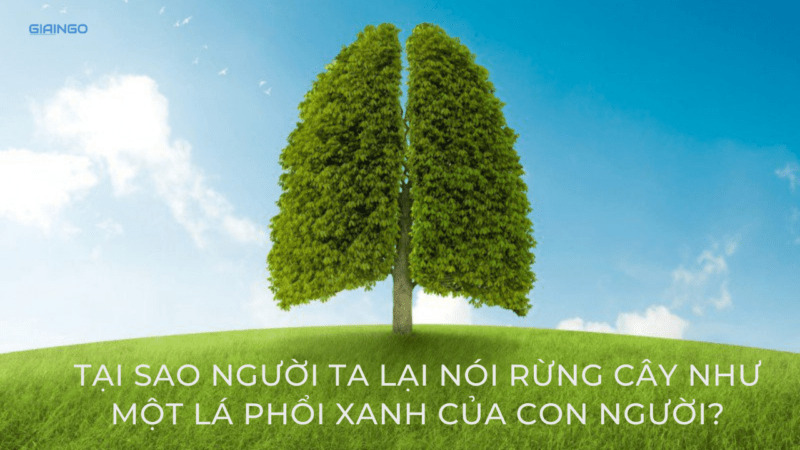 GIAINGO
TẠI SAO NGƯỜI TA LẠI NÓI RỪNG CÂY NHƯ
MỘT LÁ PHỔI XANH CỦA CON NGƯỜI?